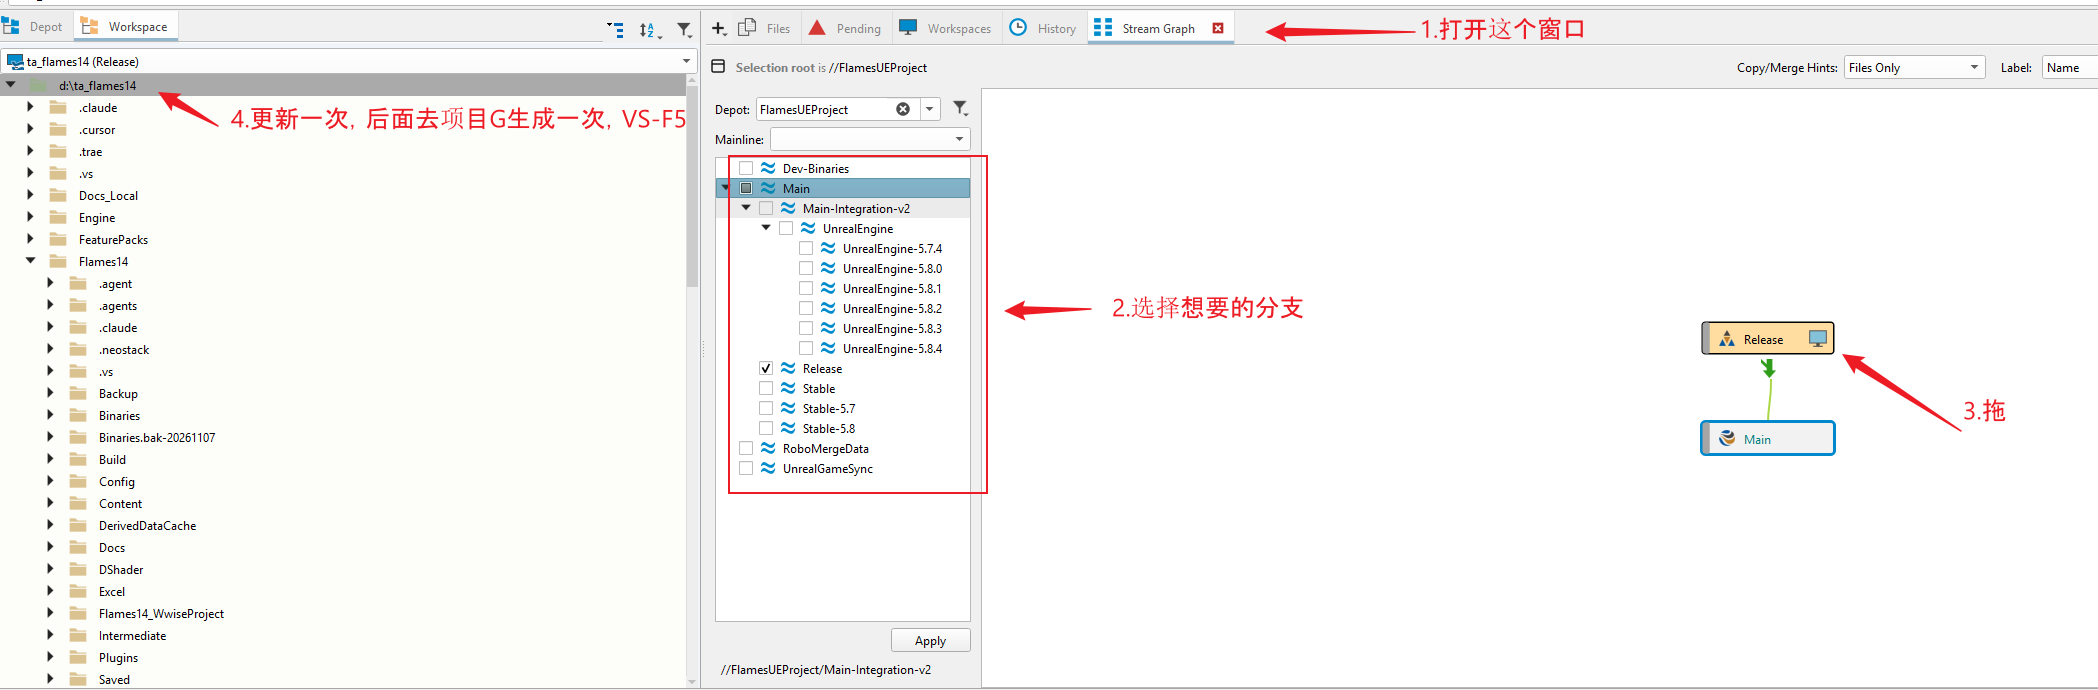 Depot
Workspace
Files
Pending
Workspaces
History
Stream Graph
1.打开这个窗口
ta_flames14 (Release)
Selection root is //FlamesUEProject
Copy/Merge Hints:
Files Only
Label:
Name
d:\ta_flames14
.claude
.cursor
.trae
.vs
Docs_Local
Engine
FeaturePacks
Flames14
.agent
.agents
.claude
.neostack
.vs
Backup
Binaries
Binaries.bak-20261107
Build
Config
Content
DerivedDataCache
Docs
DShader
Excel
Flames14_WwiseProject
Intermediate
Plugins
Saved
4.更新一次，后面去项目G生成一次，VS-F5
Depot:
FlamesUEProject
Mainline:
Dev-Binaries
Main
Main-Integration-v2
UnrealEngine
UnrealEngine-5.7.4
UnrealEngine-5.8.0
UnrealEngine-5.8.1
UnrealEngine-5.8.2
UnrealEngine-5.8.3
UnrealEngine-5.8.4
Release
Stable
Stable-5.7
Stable-5.8
RoboMergeData
UnrealGameSync
Apply
//FlamesUEProject/Main-Integration-v2
2.选择想要的分支
Release
Main
3.拖